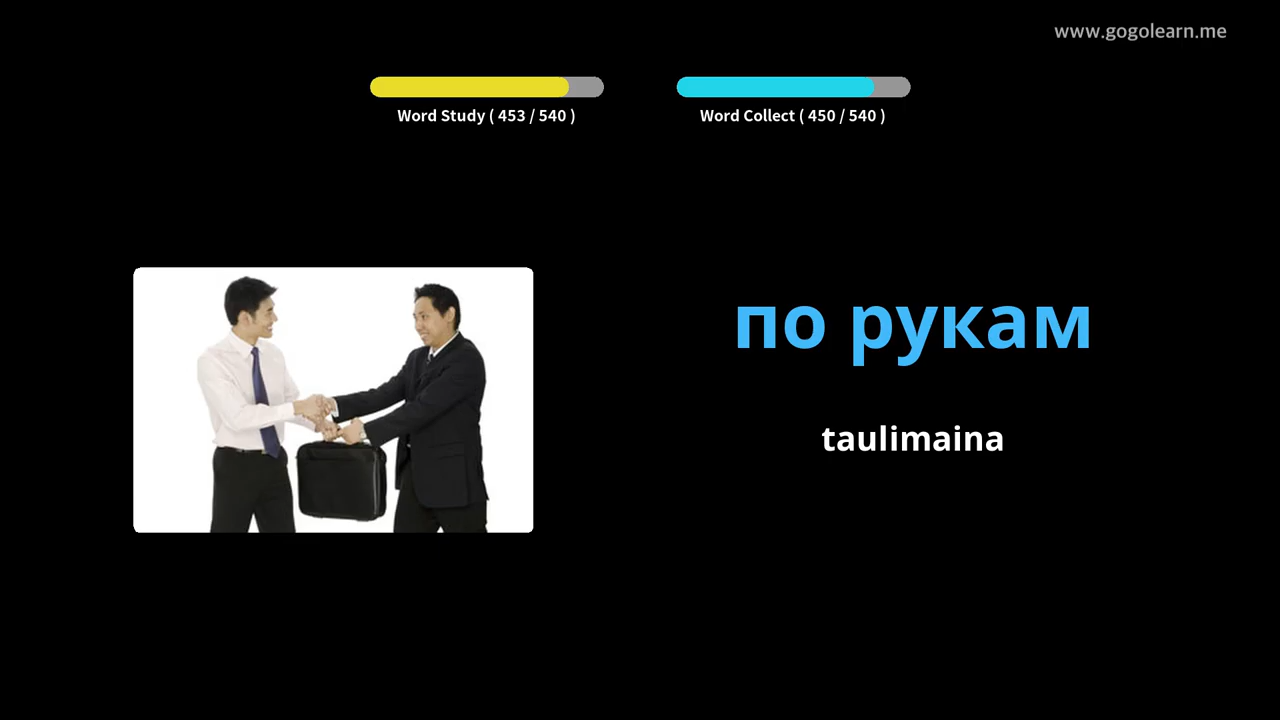 www.gogolearn.me
Word Study ( 453 / 540 )
Word Collect ( 450 / 540 )
по рукам
taulimaina